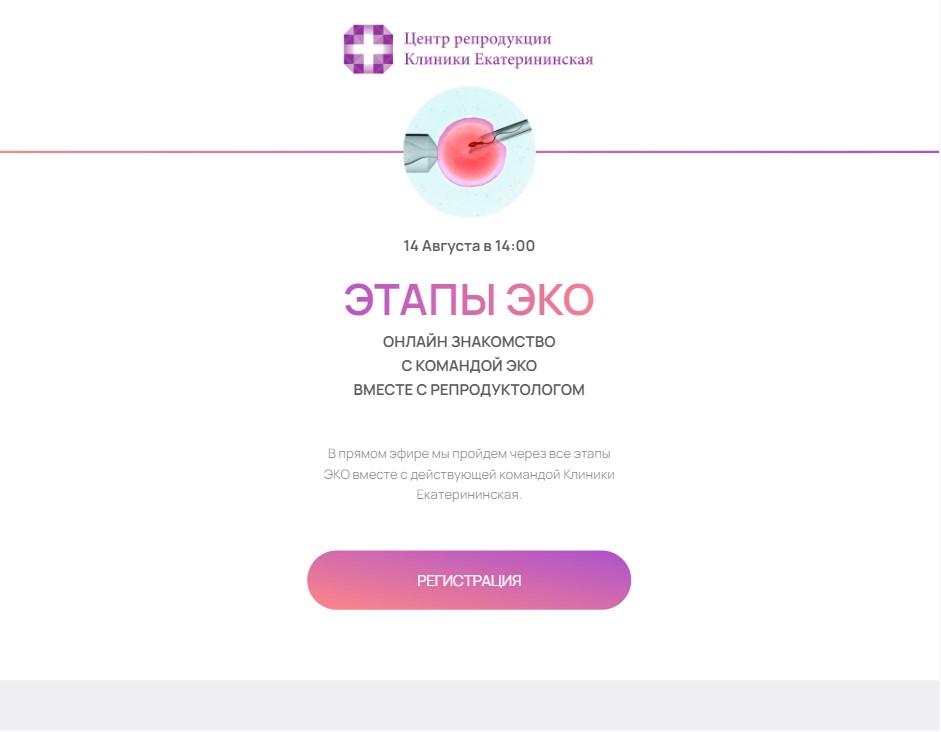 Центр репродукции
Клиники Екатерининская
14 Августа в 14:00
ЭТАПЫ ЭКО
ОНЛАЙН ЗНАКОМСТВО
С КОМАНДОЙ ЭКО
ВМЕСТЕ С РЕПРОДУКТОЛОГОМ
В прямом эфире мы пройдем через все этапы
ЭКО вместе с действующей командой Клиники
Екатерининская.
РЕГИСТРАЦИЯ